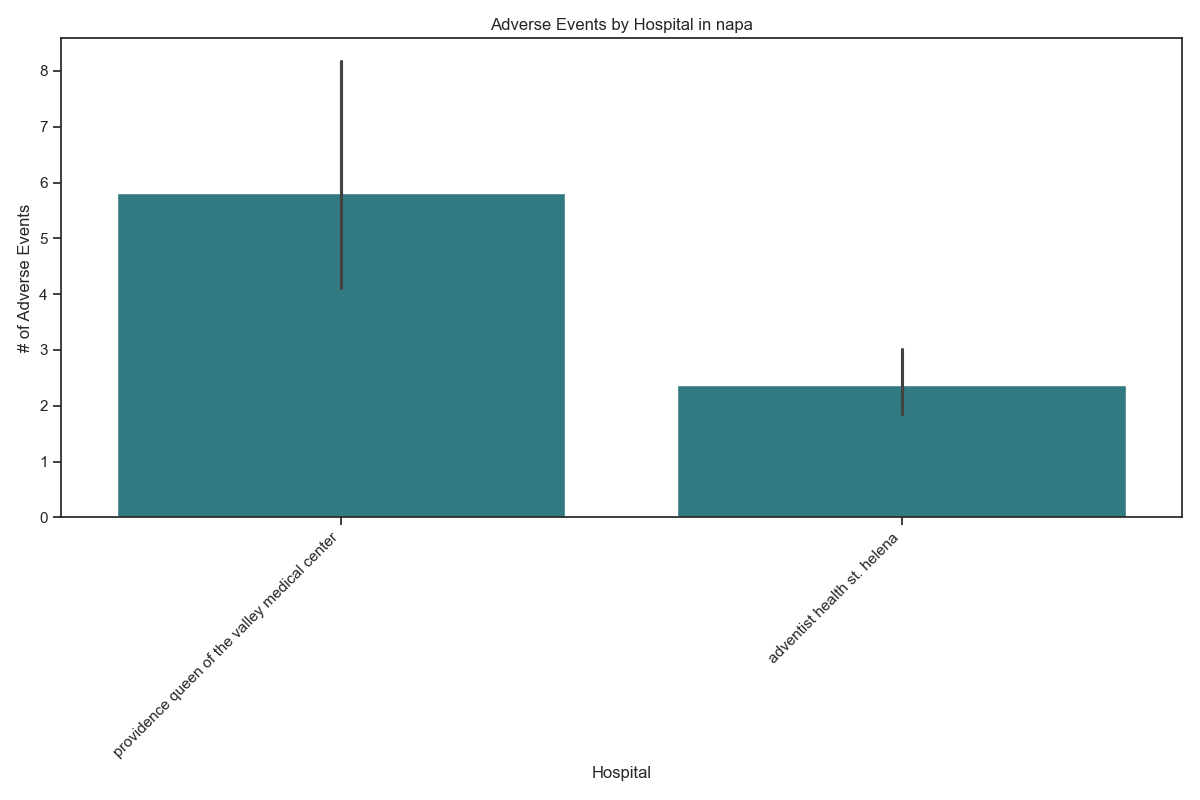 Adverse Events by Hospital in napa
# of Adverse Events
8
7
6
5
4
3
2
1
0
providence queen of the valley medical center
adventist health st. helena
Hospital